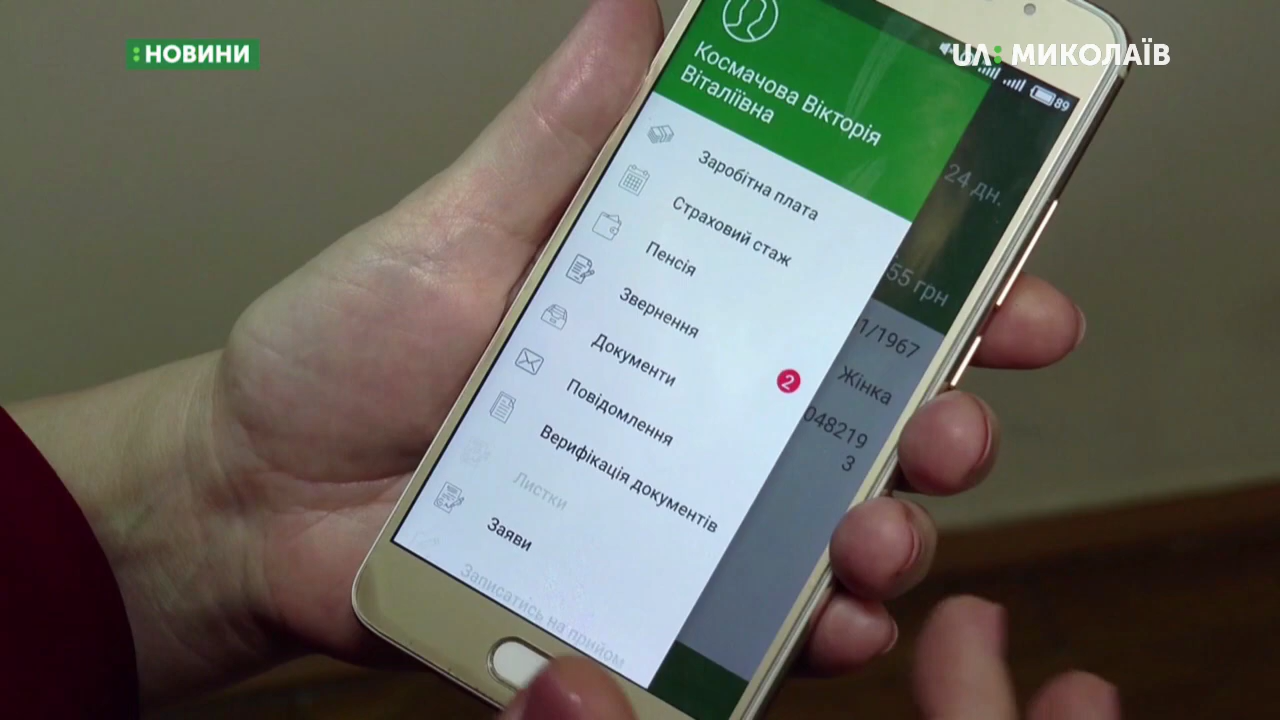 НОВИНИ
UA: МИКОЛАЇВ
89
Космачова Вікторія
Віталіївна
Заробітна плата
Страховий стаж
Пенсія
Звернення
Документи
2
Повідомлення
Верифікація документів
Листки
Заяви
Записатись на прийом
24 дн.
55 грн
1/1967
Жінка
048219
3